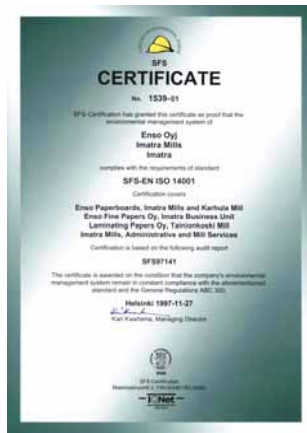 SFS
CERTIFICATE
No. 1539-01
SFS-Certification has granted this certificate as proof that the
environmental management system of
Enso Oyj
Imatra Mills
Imatra
complies with the requirements of standard
SFS-EN ISO 14001
Certification covers
Enso Paperboards, Imatra Mills and Karhula Mill
Enso Fine Papers Oy, Imatra Business Unit
Laminating Papers Oy, Tainionkoski Mill
Imatra Mills, Administrative and Mill Services
Certification is based on the following audit report
SFS97141
The certificate is awarded on the condition that the company's environmental
management system remain in constant compliance with the aforementioned
standard and the General Regulations ABC 300.
Helsinki 1997-11-27
Managing Director
SFS-Certification
IQNet